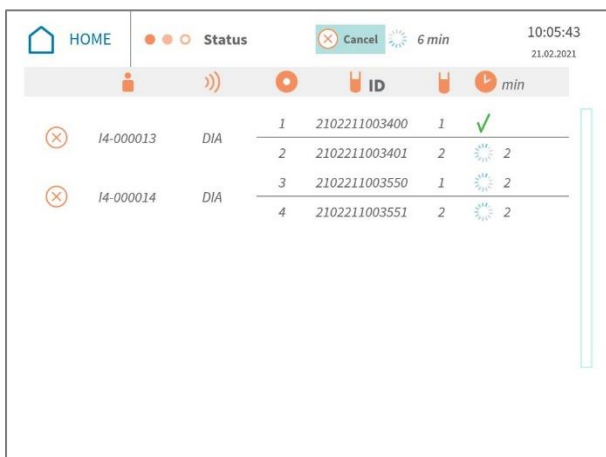 HOME Status Cancel 6 min 10:05:43
21.02.2021
ID min
1 2102211003400 1
I4-000013 DIA
2 2102211003401 2 2
3 2102211003550 1 2
I4-000014 DIA
4 2102211003551 2 2